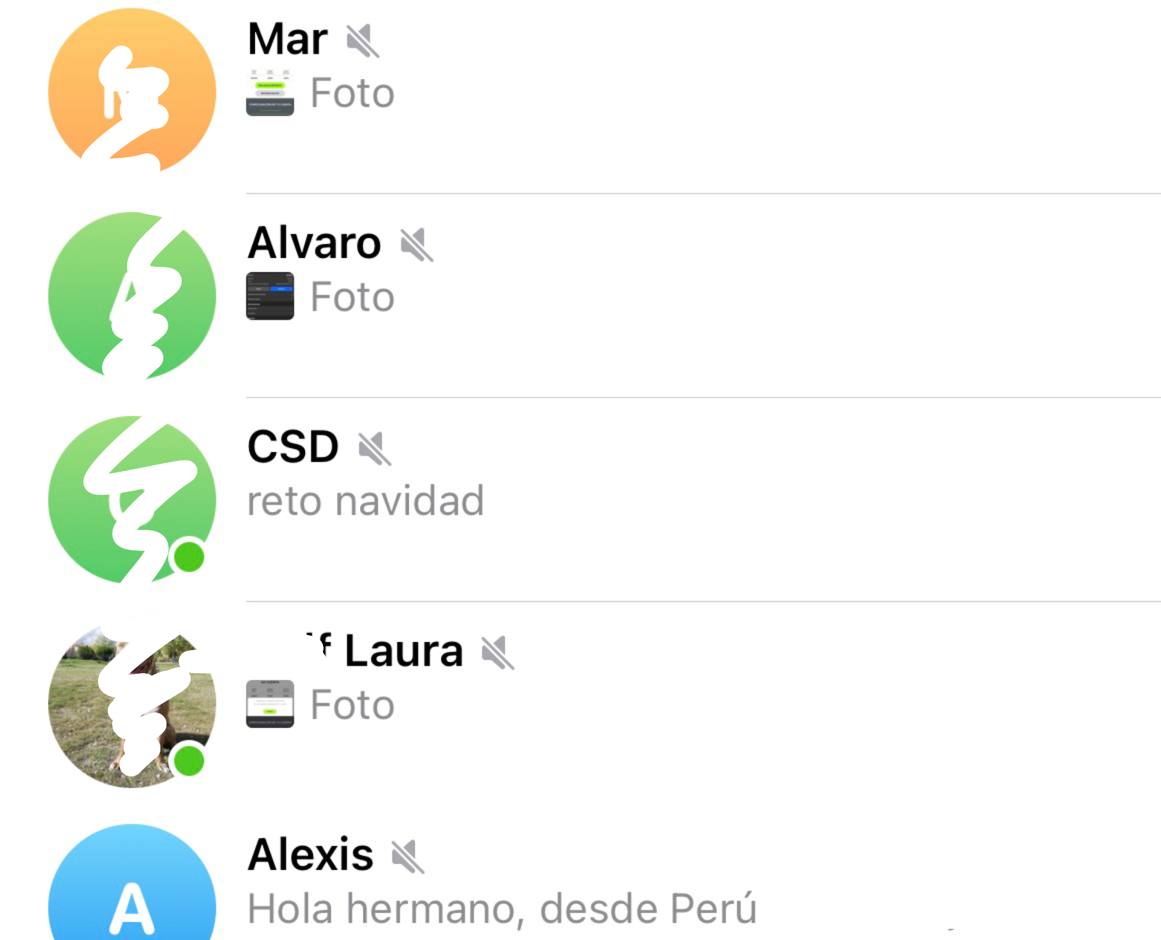 Mar
Foto
Alvaro
Foto
CSD
reto navidad
Laura
Foto
A
Alexis
Hola hermano, desde Perú